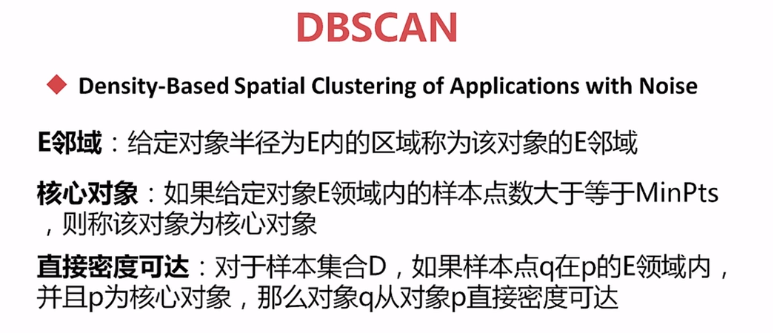 DBSCAN
◆ Density-Based Spatial Clustering of Applications with Noise
E邻域：给定对象半径为E内的区域称为该对象的E邻域
核心对象：如果给定对象E领域内的样本点数大于等于MinPts
，则称该对象为核心对象
直接密度可达：对于样本集合D，如果样本点q在p的E领域内，
并且p为核心对象，那么对象q从对象p直接密度可达